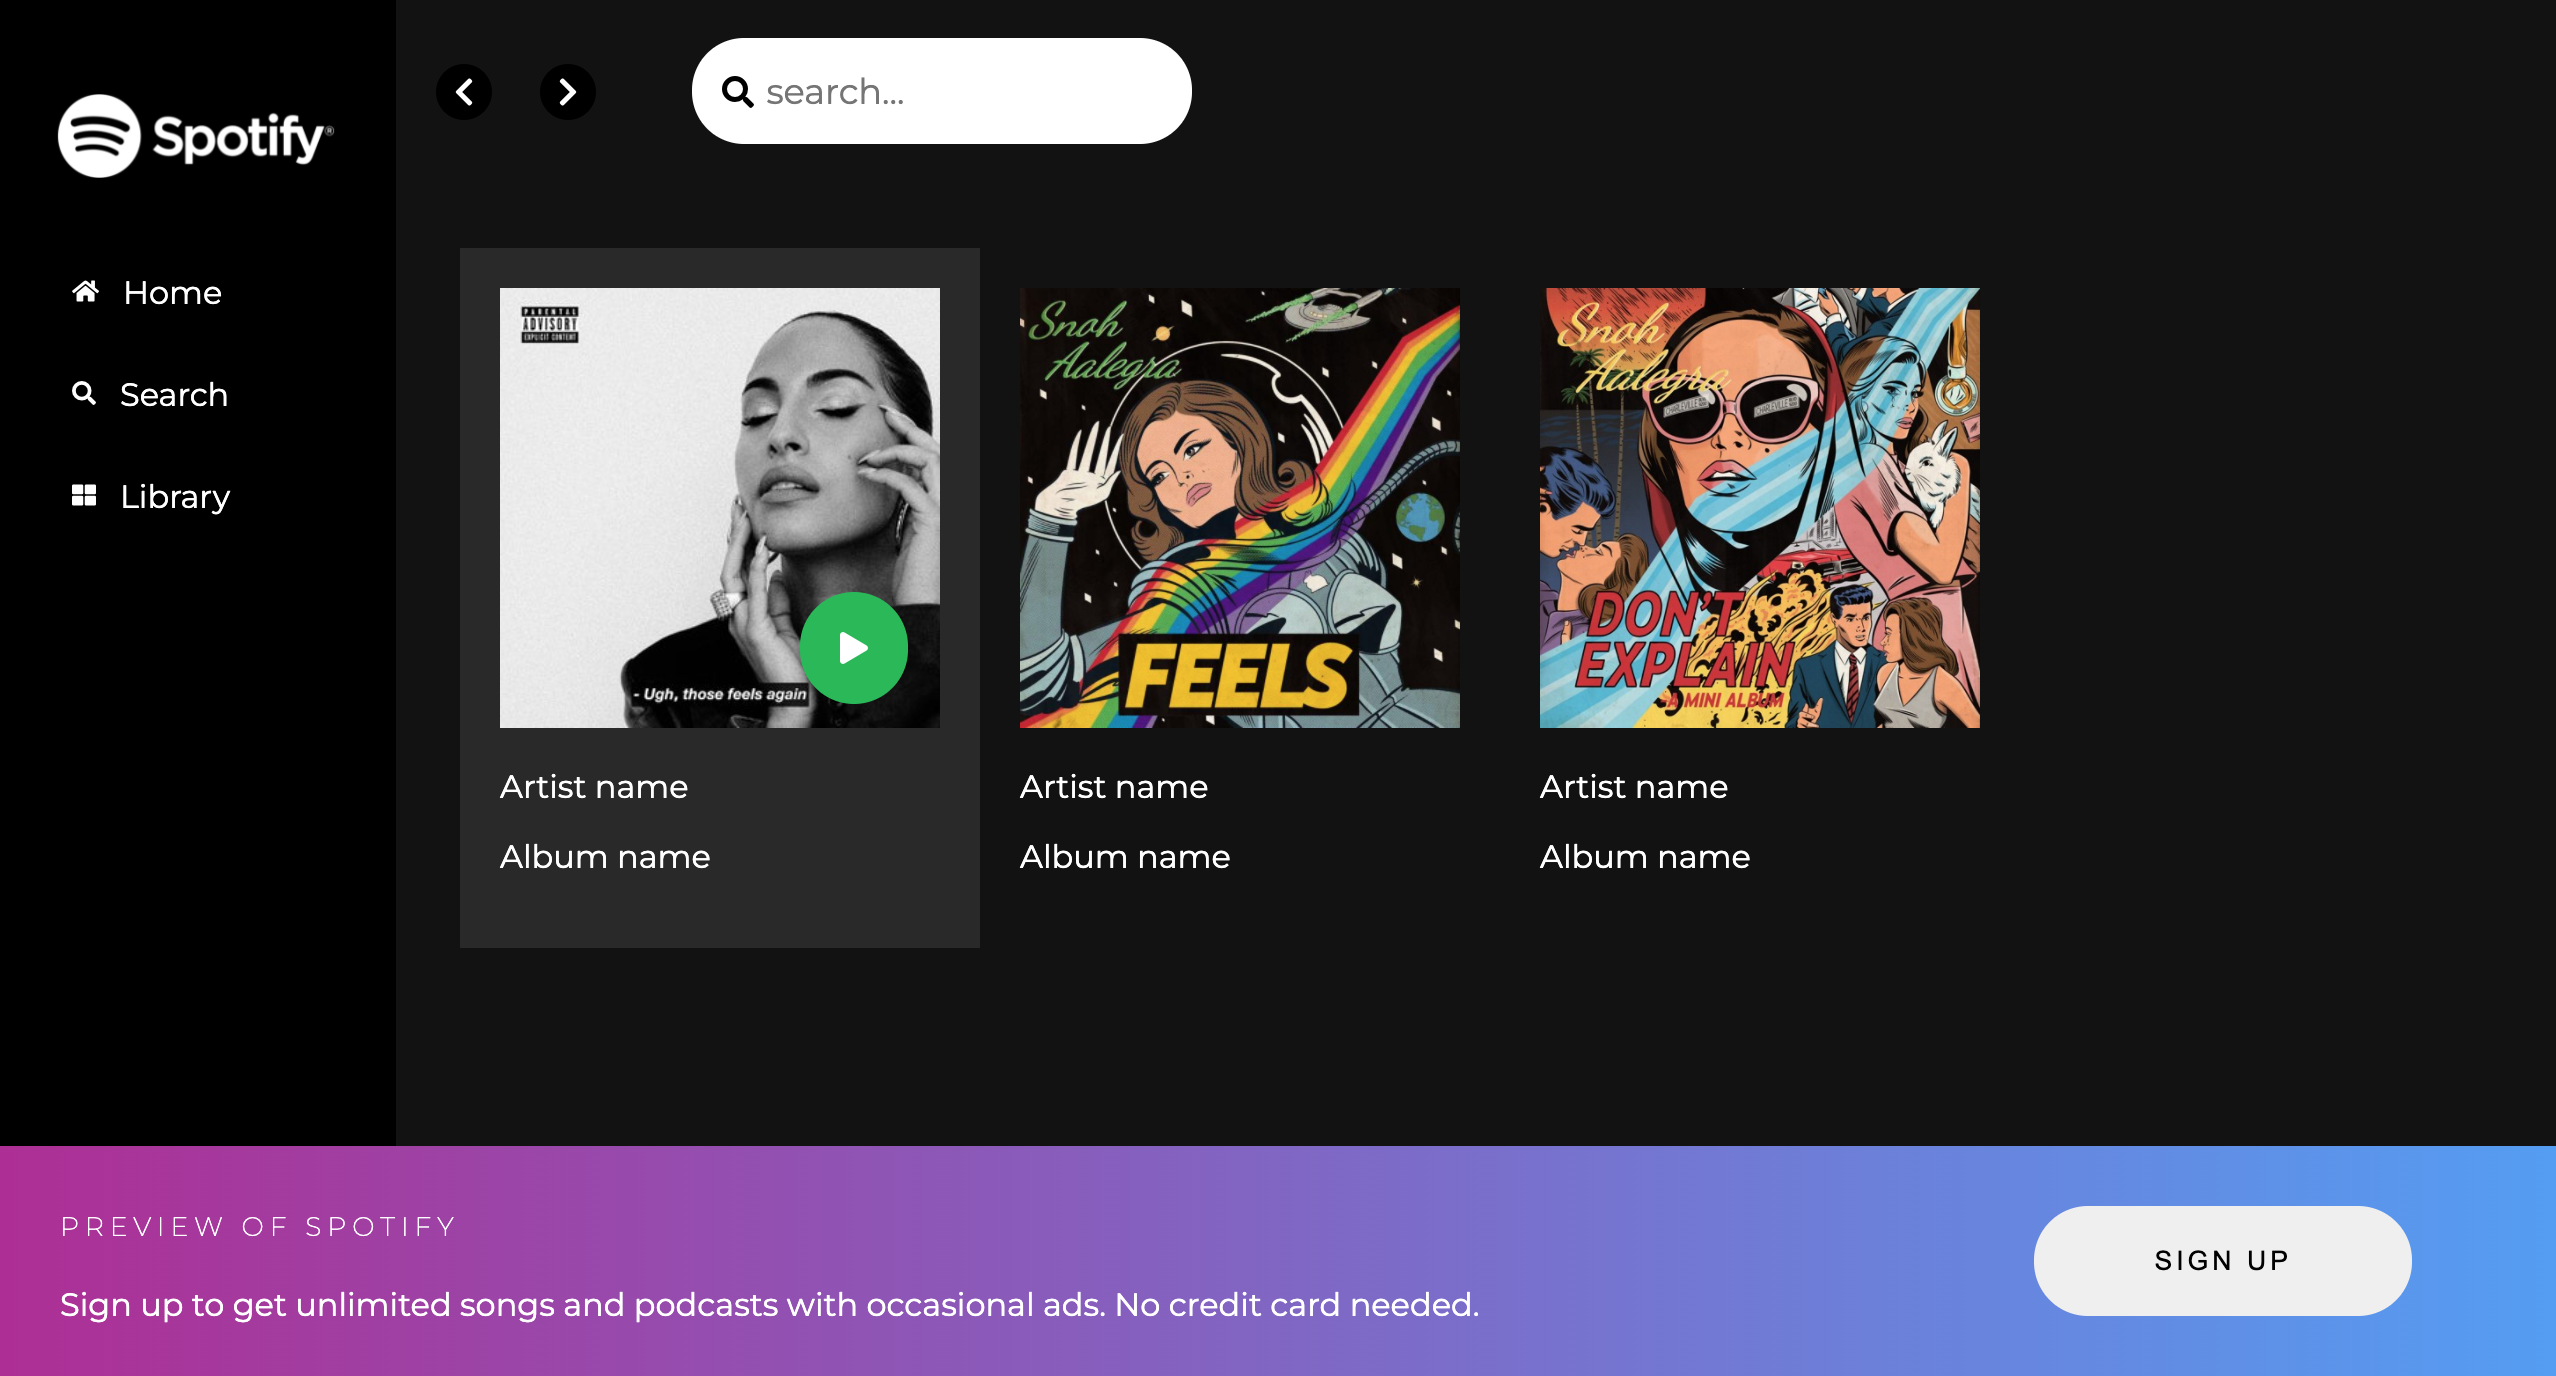 Spotify®
search...
Home
Search
Library
PARENTAL
ADVISORY
EXPLICIT CONTENT
- Ugh, those feels again
Artist name
Album name
Snoh
Aalegra
FEELS
Artist name
Album name
Snoh
Aalegra
CHARLEVILLE
CHARLEVILLE
DON'T
EXPLAIN
-A MINI ALBUM
Artist name
Album name
PREVIEW OF SPOTIFY
Sign up to get unlimited songs and podcasts with occasional ads. No credit card needed.
SIGN UP